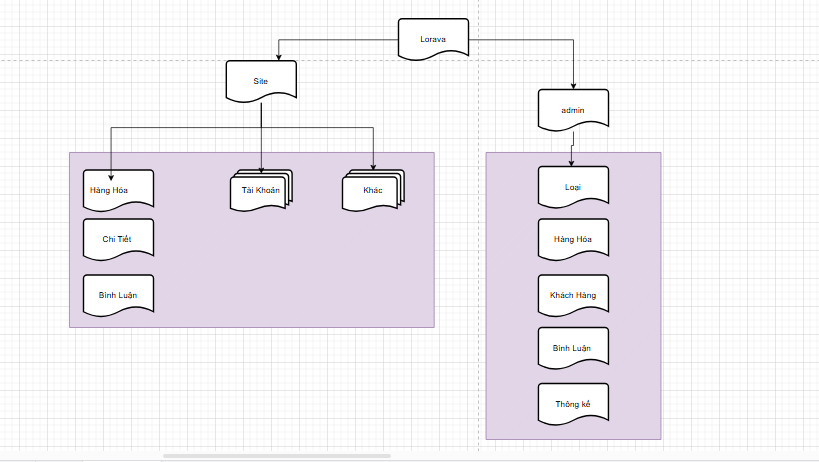 Lorava
Site
admin
Hàng Hóa
Tài Khoản
Khác
Loại
Chi Tiết
Hàng Hóa
Bình Luận
Khách Hàng
Bình Luận
Thông kê